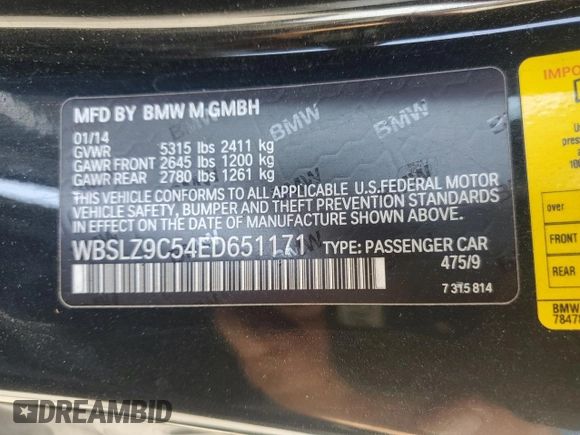 MFD BY BMW M GMBH
01/14
GVWR 5315 lbs 2411 kg
GAWR FRONT 2645 lbs 1200 kg
GAWR REAR 2780 lbs 1261 kg
THIS VEHICLE CONFORMS TO ALL APPLICABLE U.S.FEDERAL MOTOR
VEHICLE SAFETY, BUMPER AND THEFT PREVENTION STANDARDS
IN EFFECT ON THE DATE OF MANUFACTURE SHOWN ABOVE.
WBSLZ9C54ED651171 TYPE: PASSENGER CAR
475/9
7 315 814
BMW
BMW
BMW
over
FRONT
REAR
BMW
DREAMBID